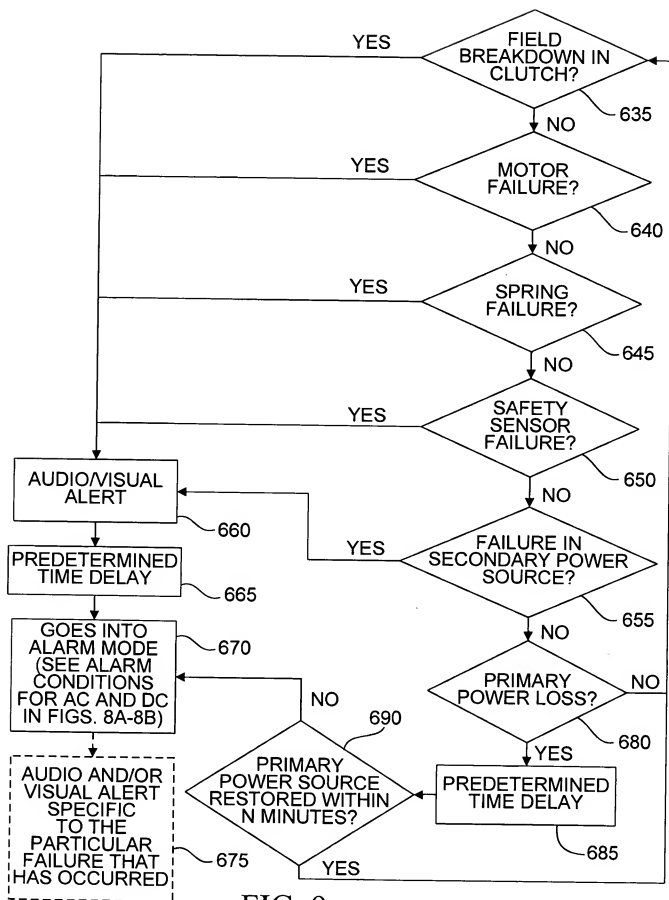 YES
FIELD
BREAKDOWN IN
CLUTCH?
635
NO
YES
MOTOR
FAILURE?
640
NO
YES
SPRING
FAILURE?
645
NO
YES
SAFETY
SENSOR
FAILURE?
650
NO
AUDIO/VISUAL
ALERT
660
YES
FAILURE IN
SECONDARY POWER
SOURCE?
655
PREDETERMINED
TIME DELAY
665
NO
GOES INTO
ALARM MODE
(SEE ALARM
CONDITIONS
FOR AC AND DC
IN FIGS. 8A-8B)
670
PRIMARY
POWER LOSS?
NO
680
NO
690
YES
PRIMARY
POWER SOURCE
RESTORED WITHIN
N MINUTES?
PREDETERMINED
TIME DELAY
685
AUDIO AND/OR
VISUAL ALERT
SPECIFIC
TO THE
PARTICULAR
FAILURE THAT
HAS OCCURRED
675
YES
FIG.